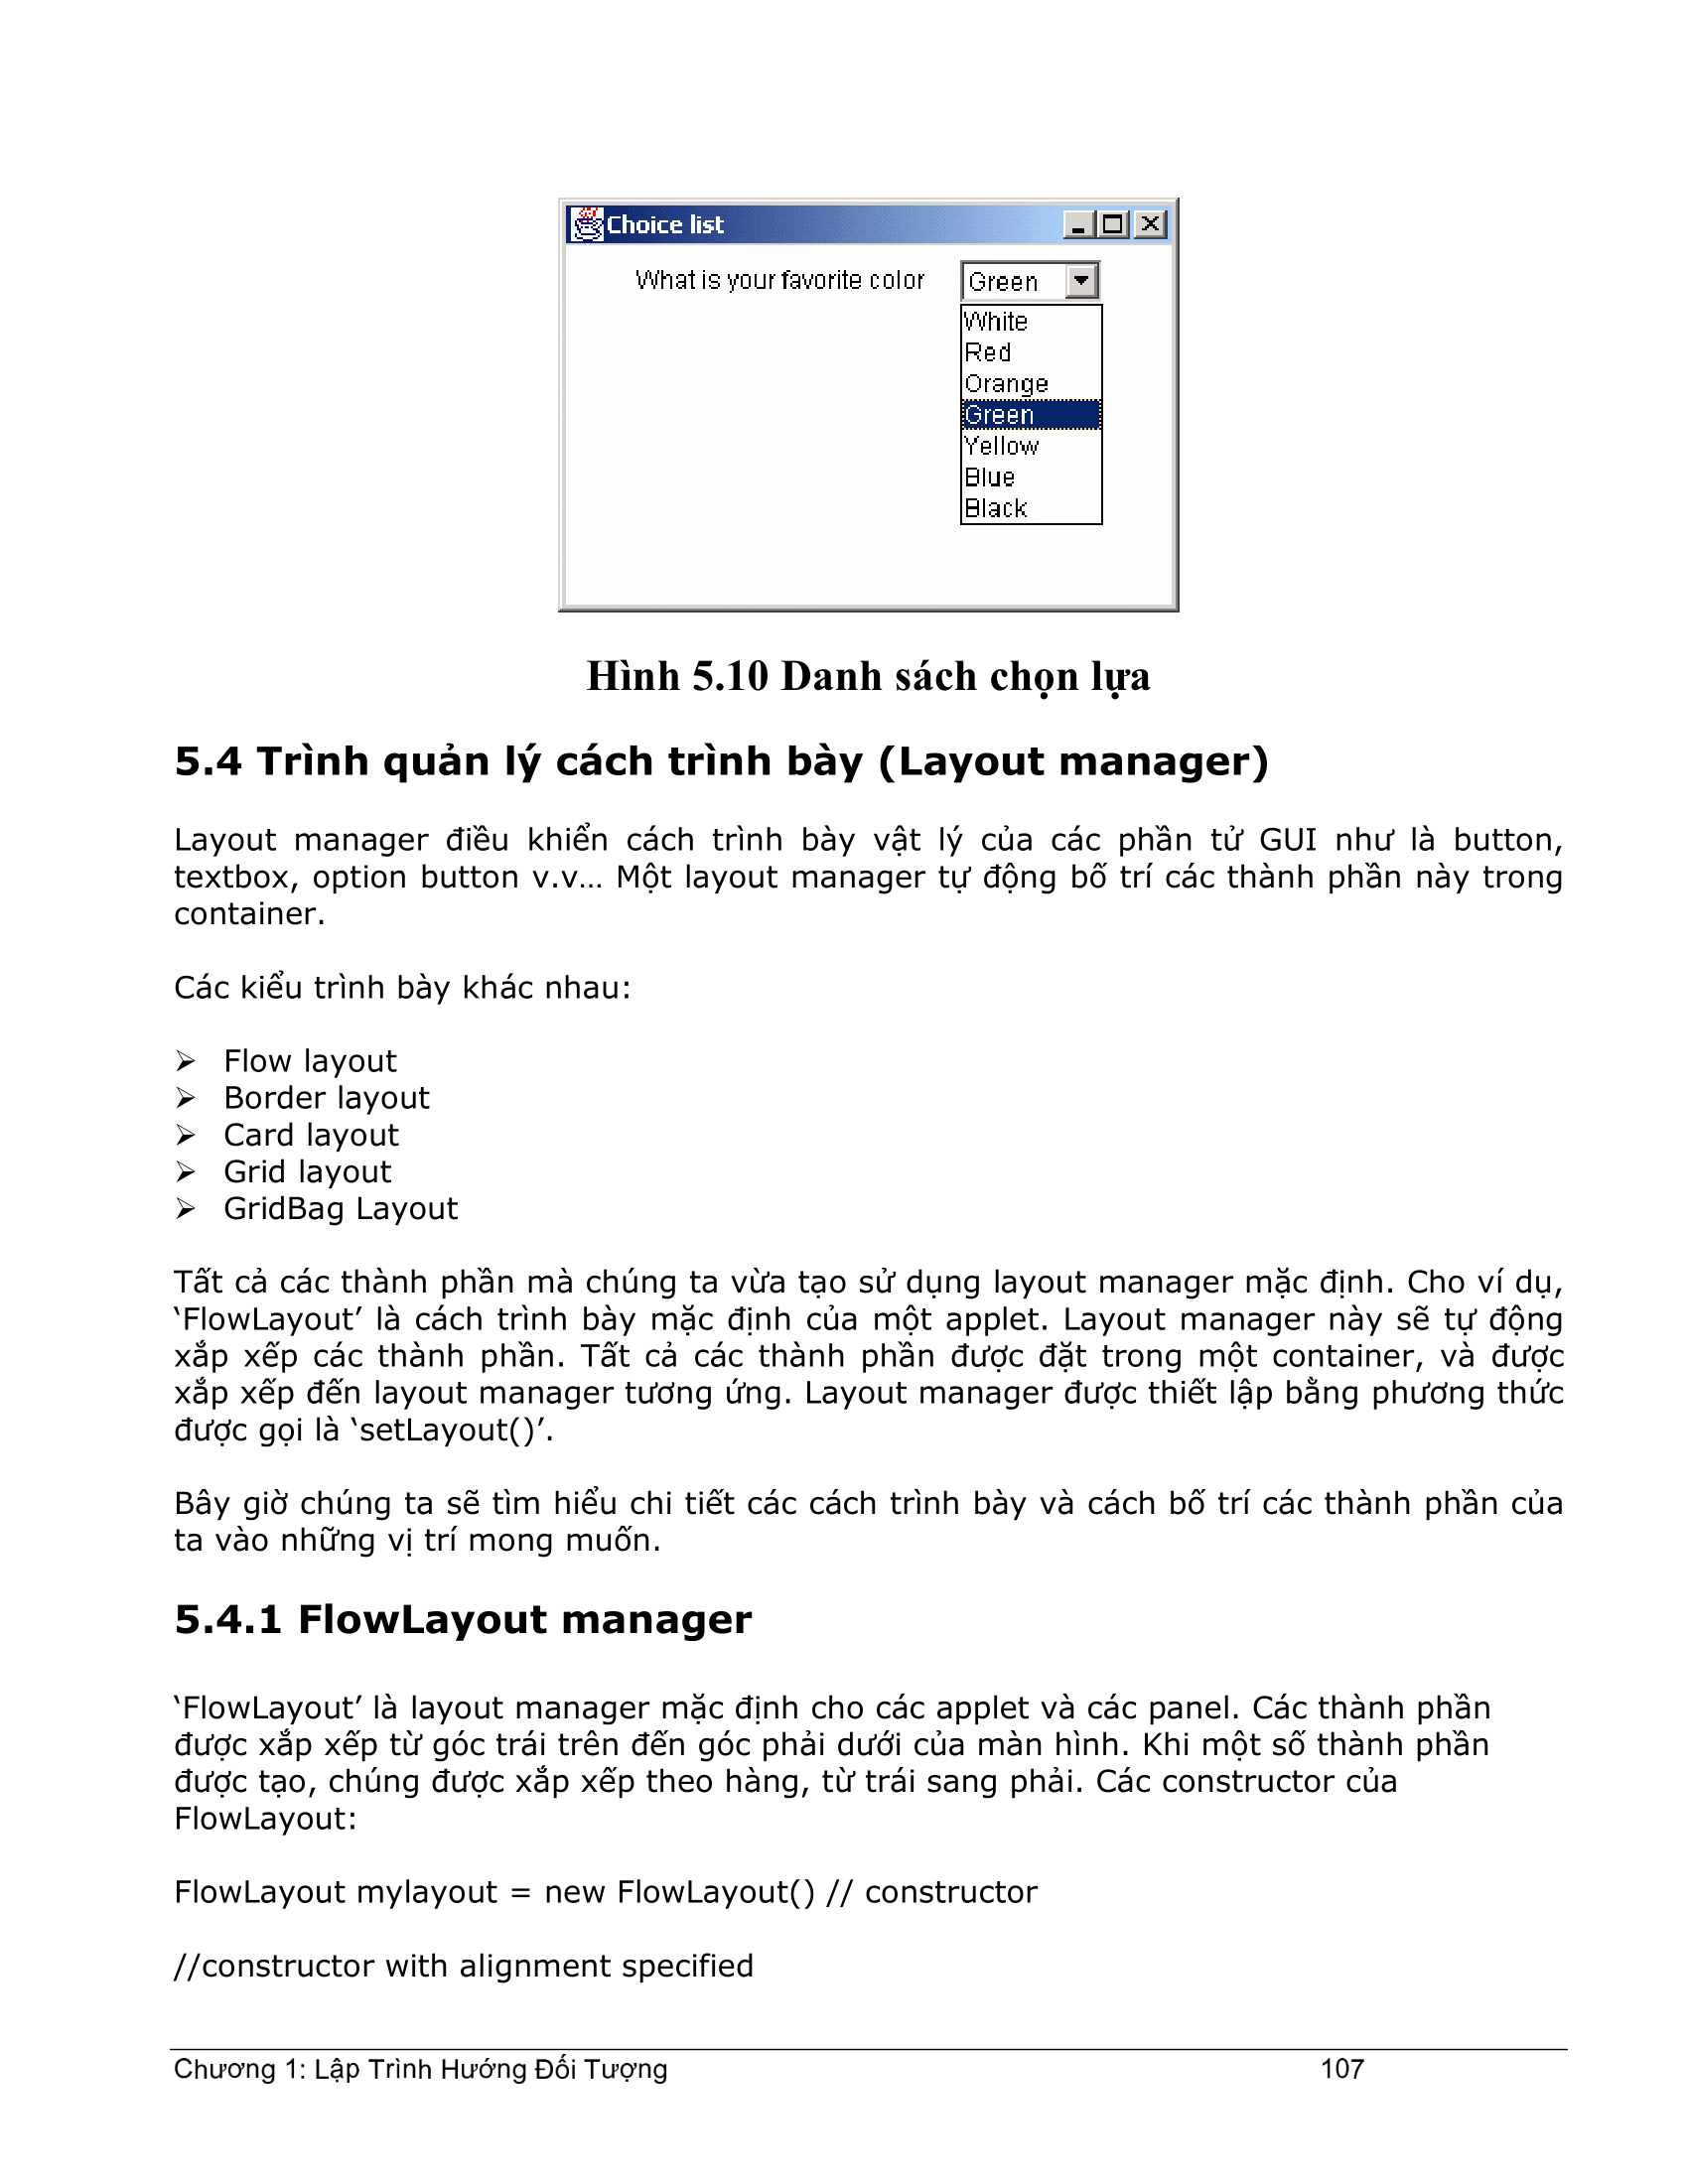 Choice list
What is your favorite color
Green
White
Red
Orange
Green
Yellow
Blue
Black
Hình 5.10 Danh sách chọn lựa
5.4 Trình quản lý cách trình bày (Layout manager)
Layout manager điều khiển cách trình bày vật lý của các phần tử GUI như là button,
textbox, option button v.v… Một layout manager tự động bố trí các thành phần này trong
container.
Các kiểu trình bày khác nhau:
➢ Flow layout
➢ Border layout
➢ Card layout
➢ Grid layout
➢ GridBag Layout
Tất cả các thành phần mà chúng ta vừa tạo sử dụng layout manager mặc định. Cho ví dụ,
‘FlowLayout’ là cách trình bày mặc định của một applet. Layout manager này sẽ tự động
xắp xếp các thành phần. Tất cả các thành phần được đặt trong một container, và được
xắp xếp đến layout manager tương ứng. Layout manager được thiết lập bằng phương thức
được gọi là ‘setLayout()’.
Bây giờ chúng ta sẽ tìm hiểu chi tiết các cách trình bày và cách bố trí các thành phần của
ta vào những vị trí mong muốn.
5.4.1 FlowLayout manager
‘FlowLayout’ là layout manager mặc định cho các applet và các panel. Các thành phần
được xắp xếp từ góc trái trên đến góc phải dưới của màn hình. Khi một số thành phần
được tạo, chúng được xắp xếp theo hàng, từ trái sang phải. Các constructor của
FlowLayout:
FlowLayout mylayout = new FlowLayout() // constructor
//constructor with alignment specified
Chương 1: Lập Trình Hướng Đối Tượng 107